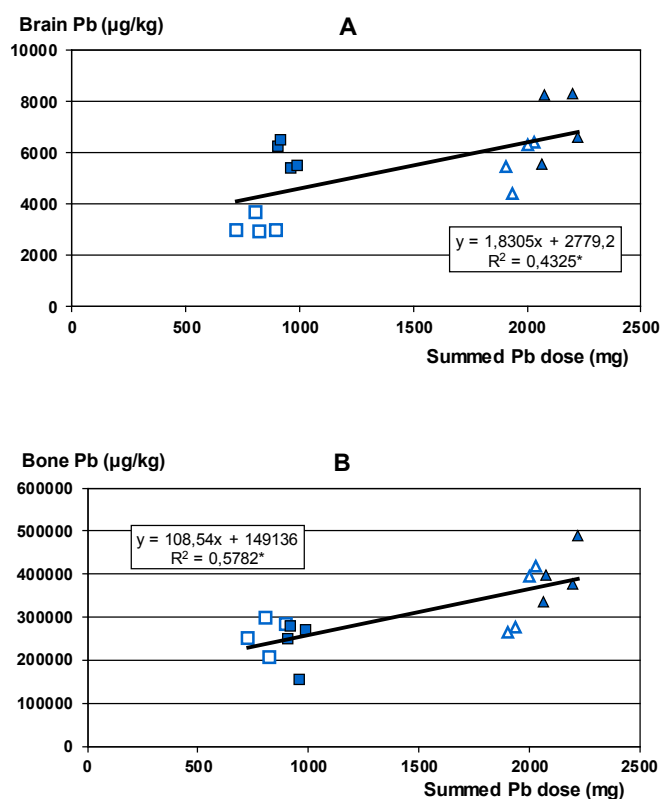 Brain Pb (µg/kg)
A
10000
8000
6000
4000
2000
0
y = 1,8305x + 2779,2
R² = 0,4325*
0 500 1000 1500 2000 2500
Summed Pb dose (mg)
Bone Pb (µg/kg)
B
600000
500000
400000
300000
200000
100000
0
y = 108,54x + 149136
R² = 0,5782*
0 500 1000 1500 2000 2500
Summed Pb dose (mg)